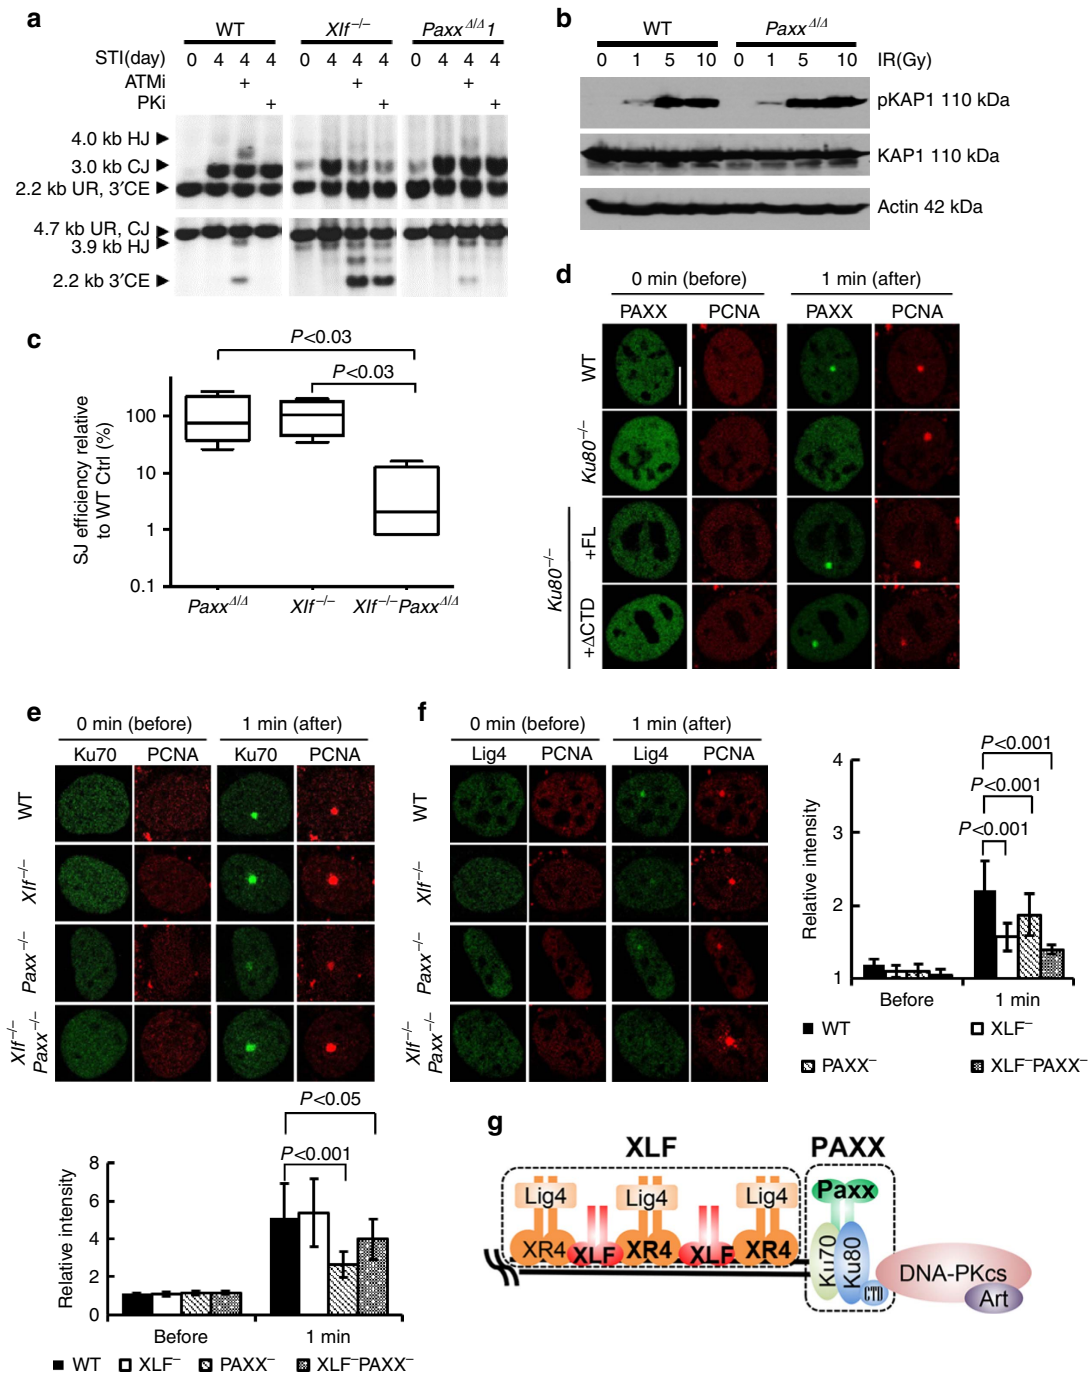 a
WT Xlf⁻/⁻ Paxx^Δ/Δ 1
STI(day) 0 4 4 4 0 4 4 4 0 4 4 4
ATMi + + +
PKi + + +
4.0 kb HJ ►
3.0 kb CJ ►
2.2 kb UR, 3′CE ►
4.7 kb UR, CJ ►
3.9 kb HJ ►
2.2 kb 3′CE ►
b
WT Paxx^Δ/Δ
0 1 5 10 0 1 5 10 IR(Gy)
pKAP1 110 kDa
KAP1 110 kDa
Actin 42 kDa
c
P<0.03
P<0.03
SJ efficiency relative
to WT Ctrl (%)
100
10
1
0.1
Paxx^Δ/Δ Xlf⁻/⁻ Xlf⁻/⁻Paxx^Δ/Δ
d
0 min (before) 1 min (after)
PAXX PCNA PAXX PCNA
WT
Ku80⁻/⁻
Ku80⁻/⁻
+FL
+ΔCTD
e
0 min (before) 1 min (after)
Ku70 PCNA Ku70 PCNA
WT
Xlf⁻/⁻
Paxx⁻/⁻
Xlf⁻/⁻
Paxx⁻/⁻
P<0.05
P<0.001
Relative intensity
8
6
4
2
0
Before 1 min
WT XLF⁻ PAXX⁻ XLF⁻PAXX⁻
f
0 min (before) 1 min (after)
Lig4 PCNA Lig4 PCNA
WT
Xlf⁻/⁻
Paxx⁻/⁻
Xlf⁻/⁻
Paxx⁻/⁻
P<0.001
P<0.001
P<0.001
Relative intensity
4
3
2
1
Before 1 min
WT XLF⁻
PAXX⁻ XLF⁻PAXX⁻
g
XLF PAXX
Lig4 Lig4 Lig4 Paxx
XR4 XLF XR4 XLF XR4 Ku70 Ku80 CTD DNA-PKcs
Art